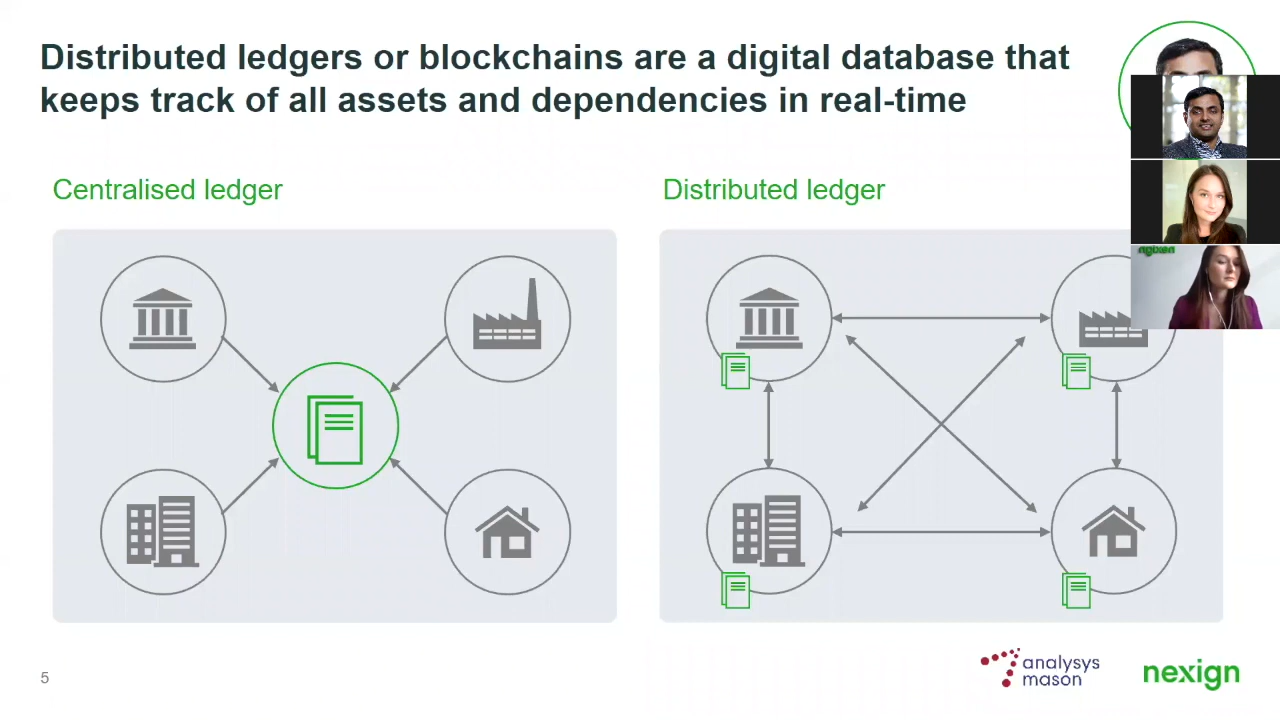 Distributed ledgers or blockchains are a digital database that
keeps track of all assets and dependencies in real-time
Centralised ledger
Distributed ledger
nexign
5
analysys
mason
nexign